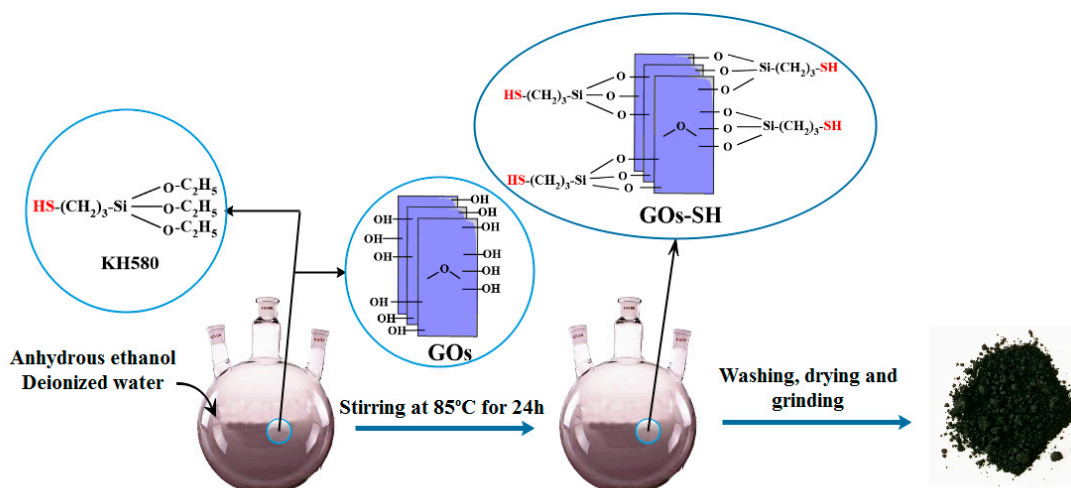 HS-(CH2)3-Si
O-C2H5
O-C2H5
O-C2H5
KH580
OH
OH
OH
OH
OH
OH
OH
OH
OH
OH
OH
OH
O
GOs
HS-(CH2)3-Si
O
O
O
HS-(CH2)3-Si
O
O
O
O
O
O
Si-(CH2)3-SH
O
O
O
Si-(CH2)3-SH
O
GOs-SH
Anhydrous ethanol
Deionized water
Stirring at 85°C for 24h
Washing, drying and
grinding